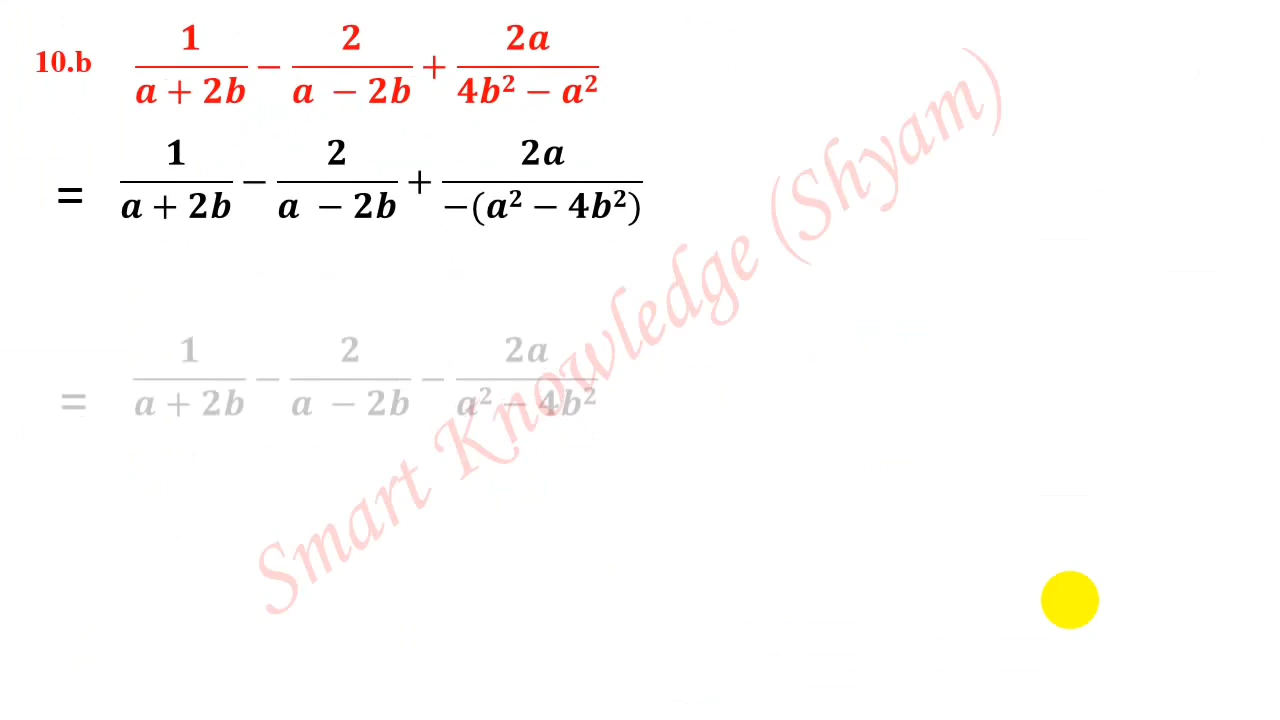 10.b 1/(a + 2b) − 2/(a − 2b) + 2a/(4b² − a²)
= 1/(a + 2b) − 2/(a − 2b) + 2a/(−(a² − 4b²))
= 1/(a + 2b) − 2/(a − 2b) − 2a/(a² − 4b²)
Smart Knowledge (Shyam)